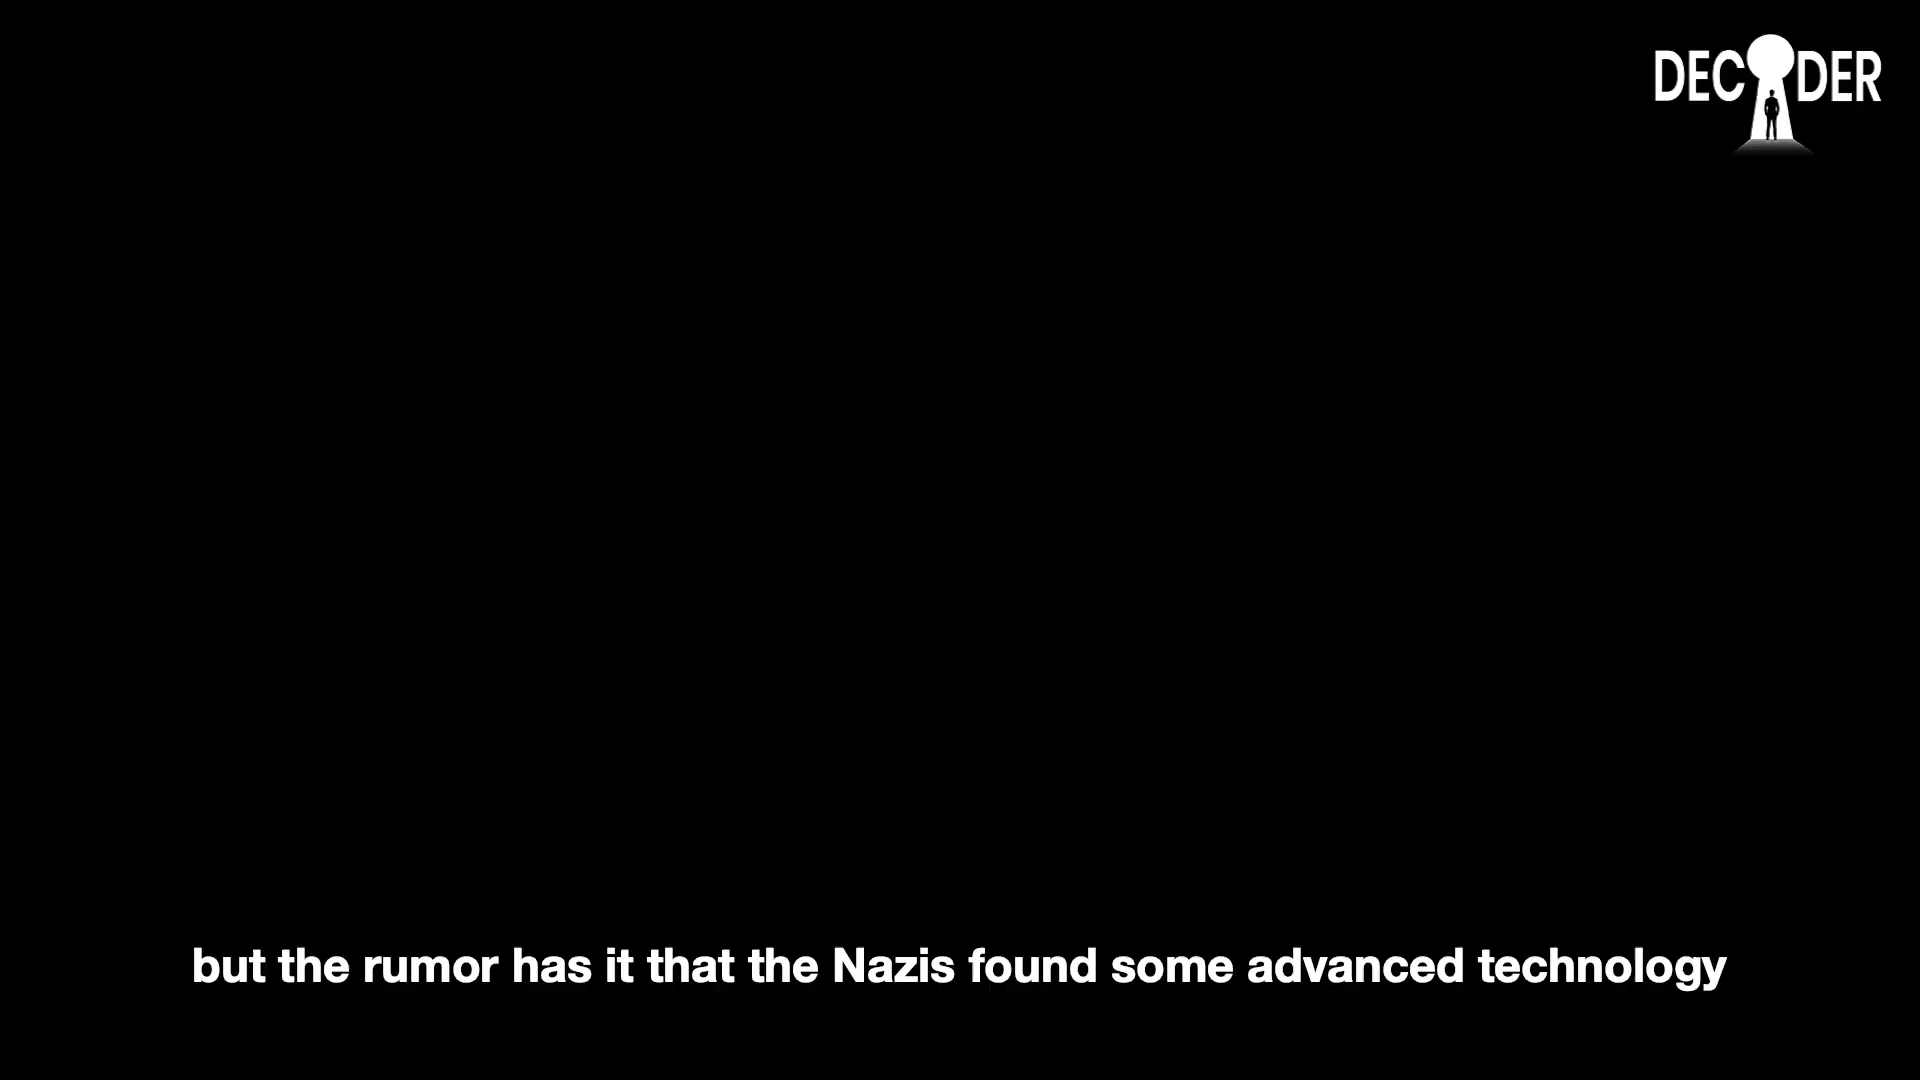 DECODER
but the rumor has it that the Nazis found some advanced technology